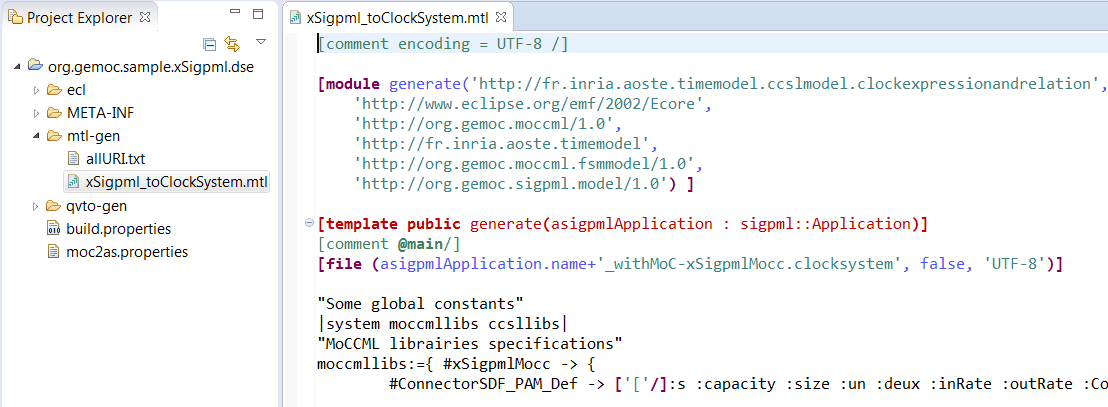 Project Explorer
org.gemoc.sample.xSigpml.dse
ecl
META-INF
mtl-gen
allURI.txt
xSigpml_toClockSystem.mtl
qvto-gen
build.properties
moc2as.properties
xSigpml_toClockSystem.mtl
[comment encoding = UTF-8 /]
[module generate('http://fr.inria.aoste.timemodel.ccslmodel.clockexpressionandrelation',
'http://www.eclipse.org/emf/2002/Ecore',
'http://org.gemoc.moccml/1.0',
'http://fr.inria.aoste.timemodel',
'http://org.gemoc.moccml.fsmmodel/1.0',
'http://org.gemoc.sigpml.model/1.0') ]
[template public generate(asigpmlApplication : sigpml::Application)]
[comment @main/]
[file (asigpmlApplication.name+'_withMoC-xSigpmlMocc.clocksystem', false, 'UTF-8')]
"Some global constants"
|system moccmllibs ccsllibs|
"MoCCML librairies specifications"
moccmllibs:={ #xSigpmlMocc -> {
#ConnectorSDF_PAM_Def -> ['['/]:s :capacity :size :un :deux :inRate :outRate :Co